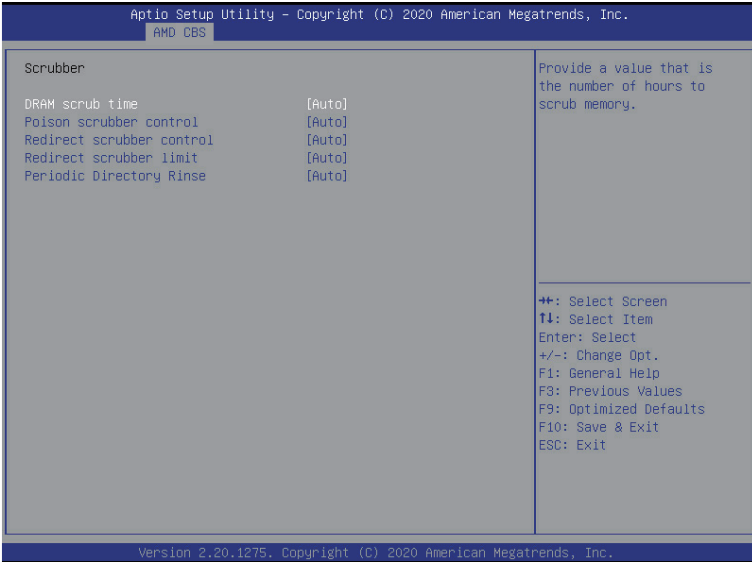 Aptio Setup Utility – Copyright (C) 2020 American Megatrends, Inc.
AMD CBS
Scrubber
DRAM scrub time [Auto]
Poison scrubber control [Auto]
Redirect scrubber control [Auto]
Redirect scrubber limit [Auto]
Periodic Directory Rinse [Auto]
Provide a value that is
the number of hours to
scrub memory.
→←: Select Screen
↑↓: Select Item
Enter: Select
+/-: Change Opt.
F1: General Help
F3: Previous Values
F9: Optimized Defaults
F10: Save & Exit
ESC: Exit
Version 2.20.1275. Copyright (C) 2020 American Megatrends, Inc.